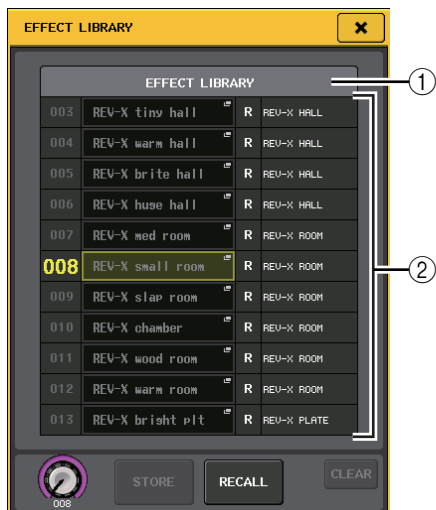 EFFECT LIBRARY
EFFECT LIBRARY
①
003 REV-X tiny hall R REV-X HALL
004 REV-X warm hall R REV-X HALL
005 REV-X brite hall R REV-X HALL
006 REV-X huge hall R REV-X HALL
007 REV-X med room R REV-X ROOM
008 REV-X small room R REV-X ROOM
②
009 REV-X slap room R REV-X ROOM
010 REV-X chamber R REV-X ROOM
011 REV-X wood room R REV-X ROOM
012 REV-X warm room R REV-X ROOM
013 REV-X bright plt R REV-X PLATE
008 STORE RECALL CLEAR